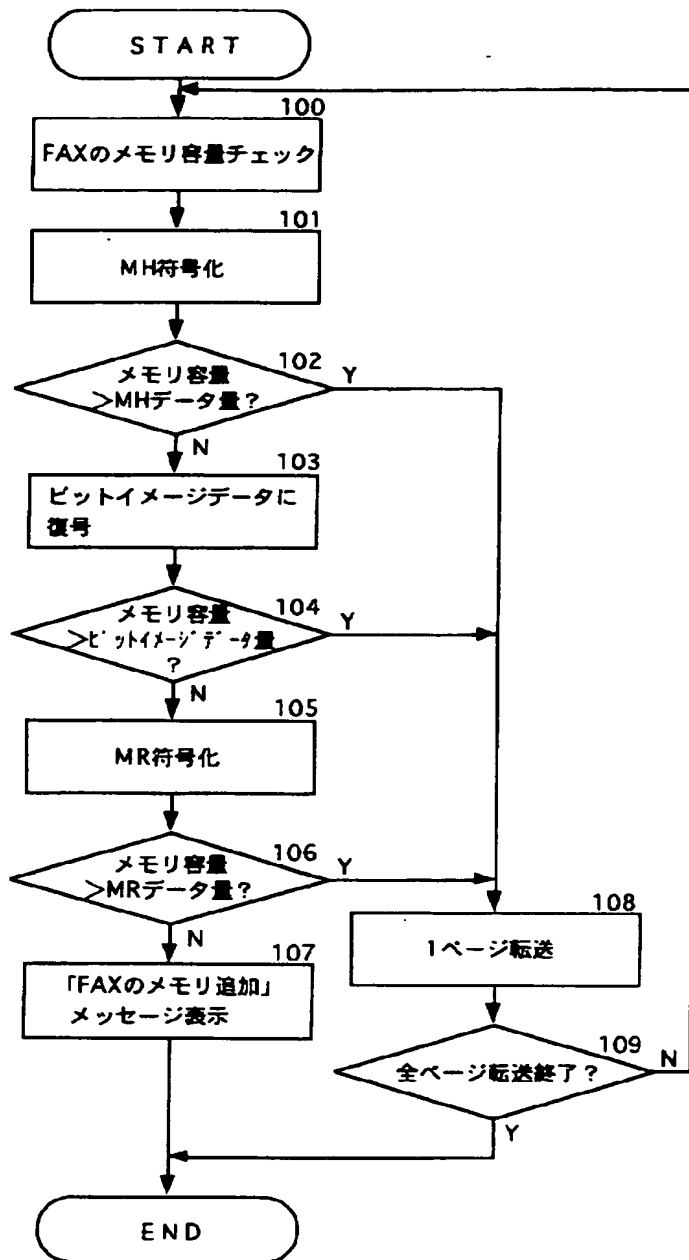 START
100
FAXのメモリ容量チェック
101
MH符号化
102
メモリ容量
>MHデータ量?
Y
N
103
ビットイメージデータに
復号
104
メモリ容量
>ビットイメージデータ量
?
Y
N
105
MR符号化
106
メモリ容量
>MRデータ量?
Y
N
107
「FAXのメモリ追加」
メッセージ表示
108
1ページ転送
109
全ページ転送終了?
N
Y
END